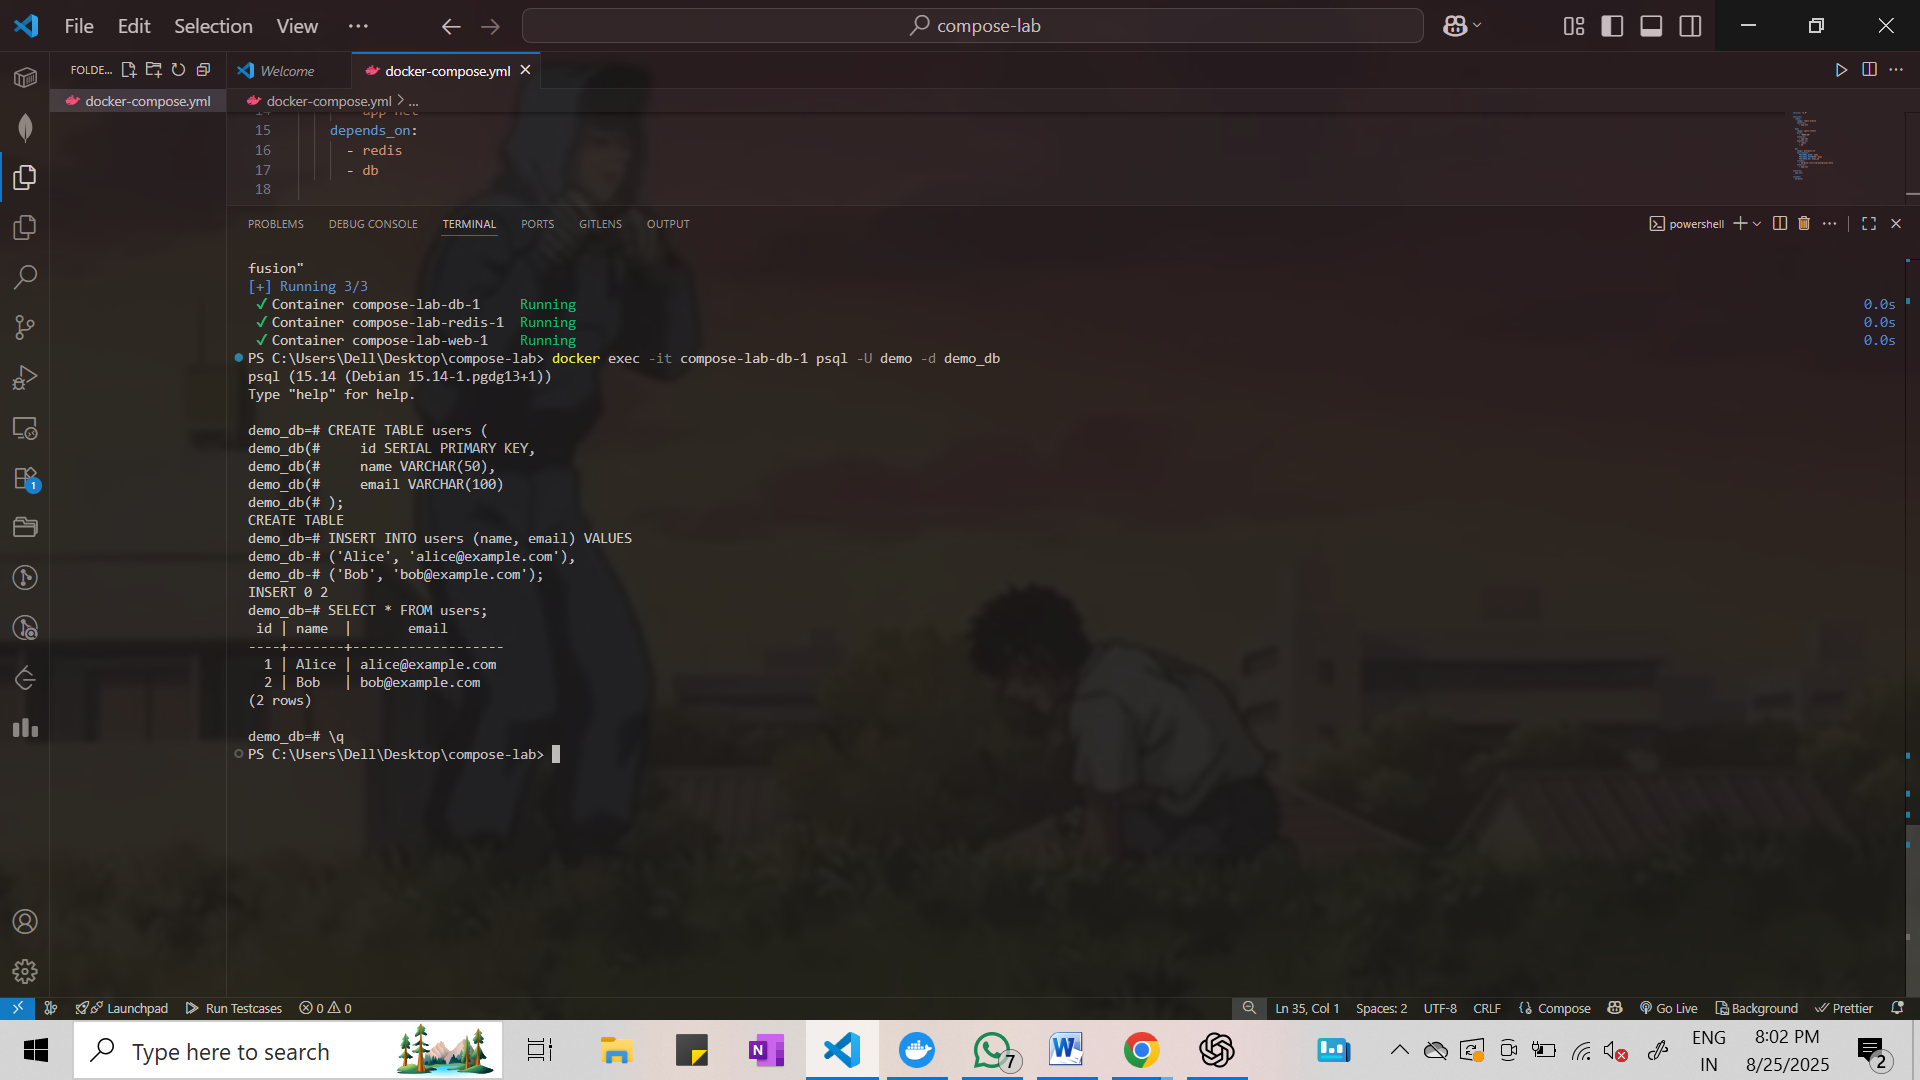 File Edit Selection View ··· compose-lab
FOLDE... Welcome docker-compose.yml
docker-compose.yml docker-compose.yml > ...
15 depends_on:
16 - redis
17 - db
18
PROBLEMS DEBUG CONSOLE TERMINAL PORTS GITLENS OUTPUT powershell
fusion"
[+] Running 3/3
✓ Container compose-lab-db-1 Running 0.0s
✓ Container compose-lab-redis-1 Running 0.0s
✓ Container compose-lab-web-1 Running 0.0s
PS C:\Users\Dell\Desktop\compose-lab> docker exec -it compose-lab-db-1 psql -U demo -d demo_db
psql (15.14 (Debian 15.14-1.pgdg13+1))
Type "help" for help.
demo_db=# CREATE TABLE users (
demo_db(# id SERIAL PRIMARY KEY,
demo_db(# name VARCHAR(50),
demo_db(# email VARCHAR(100)
demo_db(# );
CREATE TABLE
demo_db=# INSERT INTO users (name, email) VALUES
demo_db-# ('Alice', 'alice@example.com'),
demo_db-# ('Bob', 'bob@example.com');
INSERT 0 2
demo_db=# SELECT * FROM users;
id | name | email
----+-------+-------------------
1 | Alice | alice@example.com
2 | Bob | bob@example.com
(2 rows)
demo_db=# \q
PS C:\Users\Dell\Desktop\compose-lab>
1
Launchpad Run Testcases 0 0 Ln 35, Col 1 Spaces: 2 UTF-8 CRLF Compose Go Live Background Prettier
Type here to search N 7 W ENG 8:02 PM
IN 8/25/2025 2